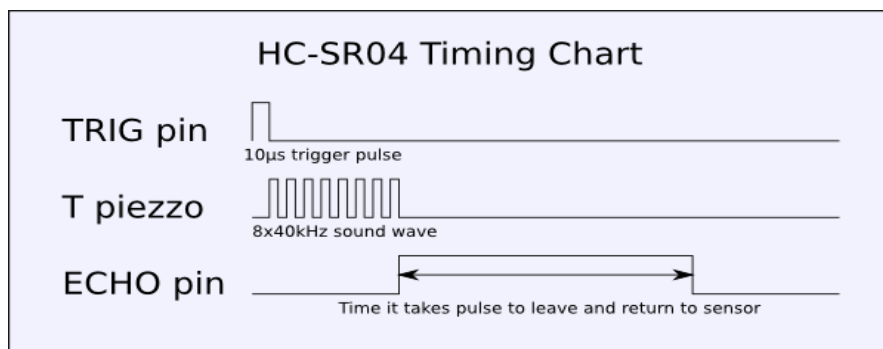 HC-SR04 Timing Chart
TRIG pin
10µs trigger pulse
T piezzo
8x40kHz sound wave
ECHO pin
Time it takes pulse to leave and return to sensor